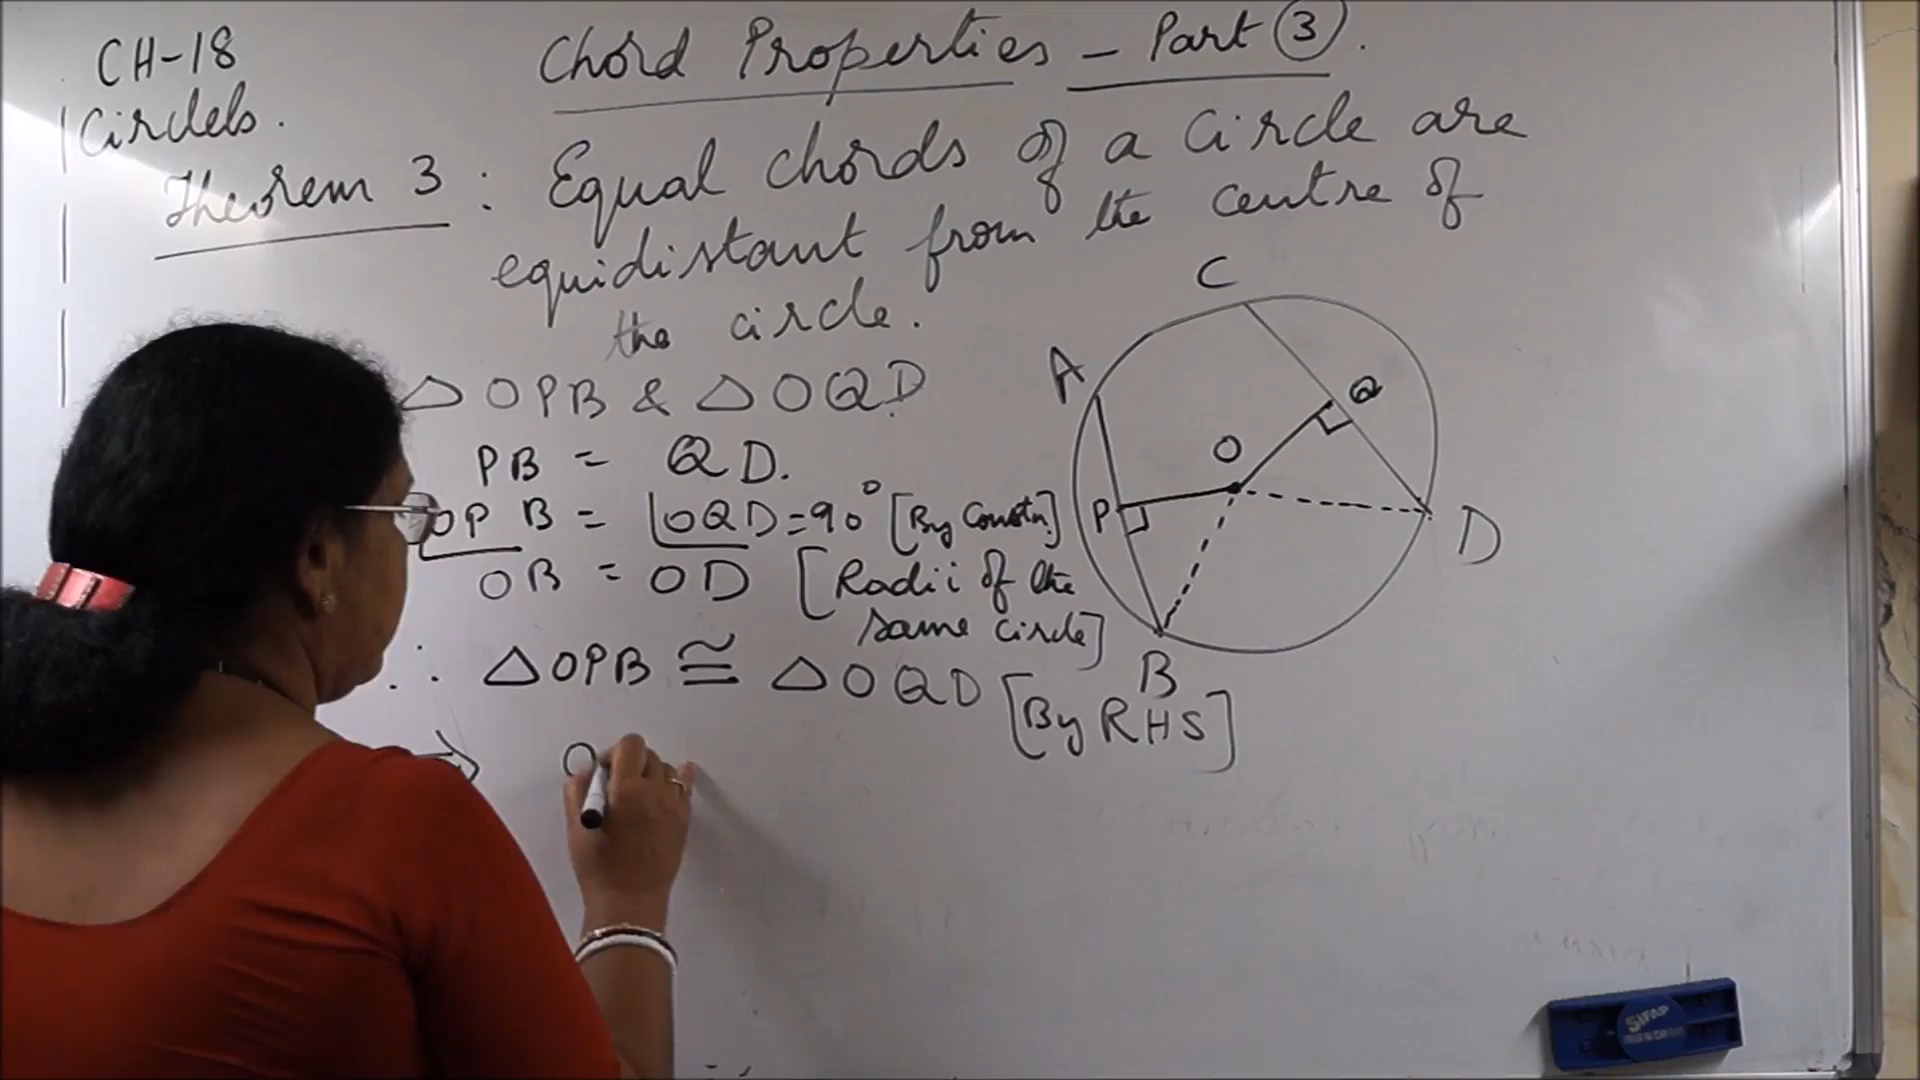 CH-18
Circlels.
Chord Properties - Part 3.
Theorem 3 : Equal chords of a Circle are
equidistant from the centre of
the circle.
△OPB & △OQD.
PB = QD.
OPB = ∠OQD = 90° [By Constn]
OB = OD [Radii of the
same circle]
∴ △OPB ≅ △OQD [By RHS]
⇒ O
C
A
Q
O
P
D
B
SIFAP